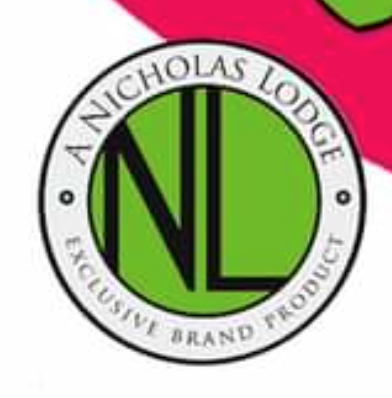 A NICHOLAS LODGE
NL
EXCLUSIVE BRAND PRODUCT